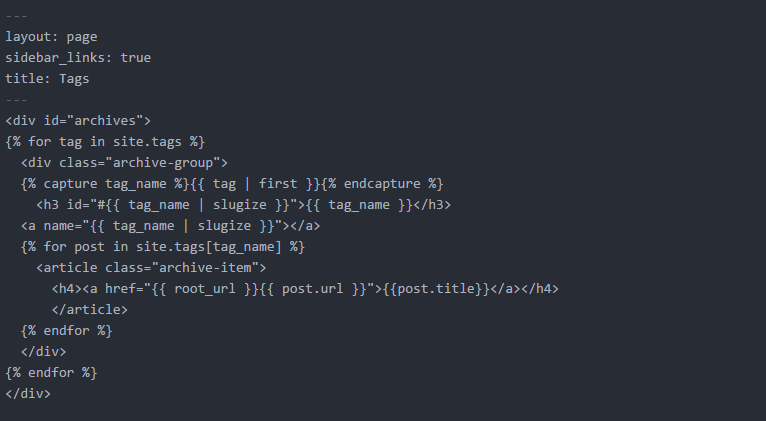 ---
layout: page
sidebar_links: true
title: Tags
---
<div id="archives">
{% for tag in site.tags %}
  <div class="archive-group">
  {% capture tag_name %}{{ tag | first }}{% endcapture %}
    <h3 id="#{{ tag_name | slugize }}">{{ tag_name }}</h3>
  <a name="{{ tag_name | slugize }}"></a>
  {% for post in site.tags[tag_name] %}
    <article class="archive-item">
      <h4><a href="{{ root_url }}{{ post.url }}">{{post.title}}</a></h4>
      </article>
  {% endfor %}
  </div>
{% endfor %}
</div>